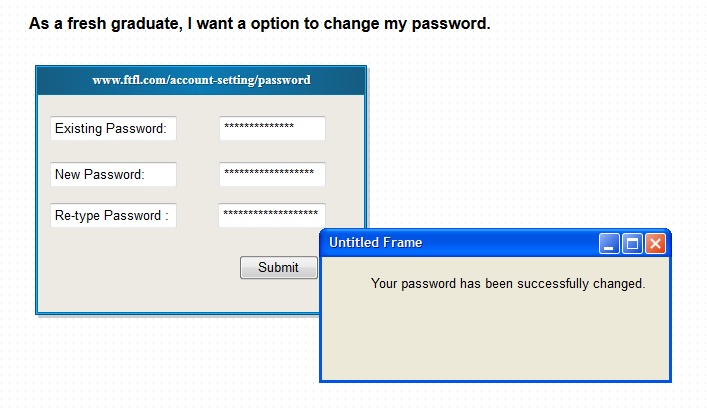 As a fresh graduate, I want a option to change my password.
www.ftfl.com/account-setting/password
Existing Password: **************
New Password: ******************
Re-type Password : *******************
Submit
Untitled Frame
Your password has been successfully changed.